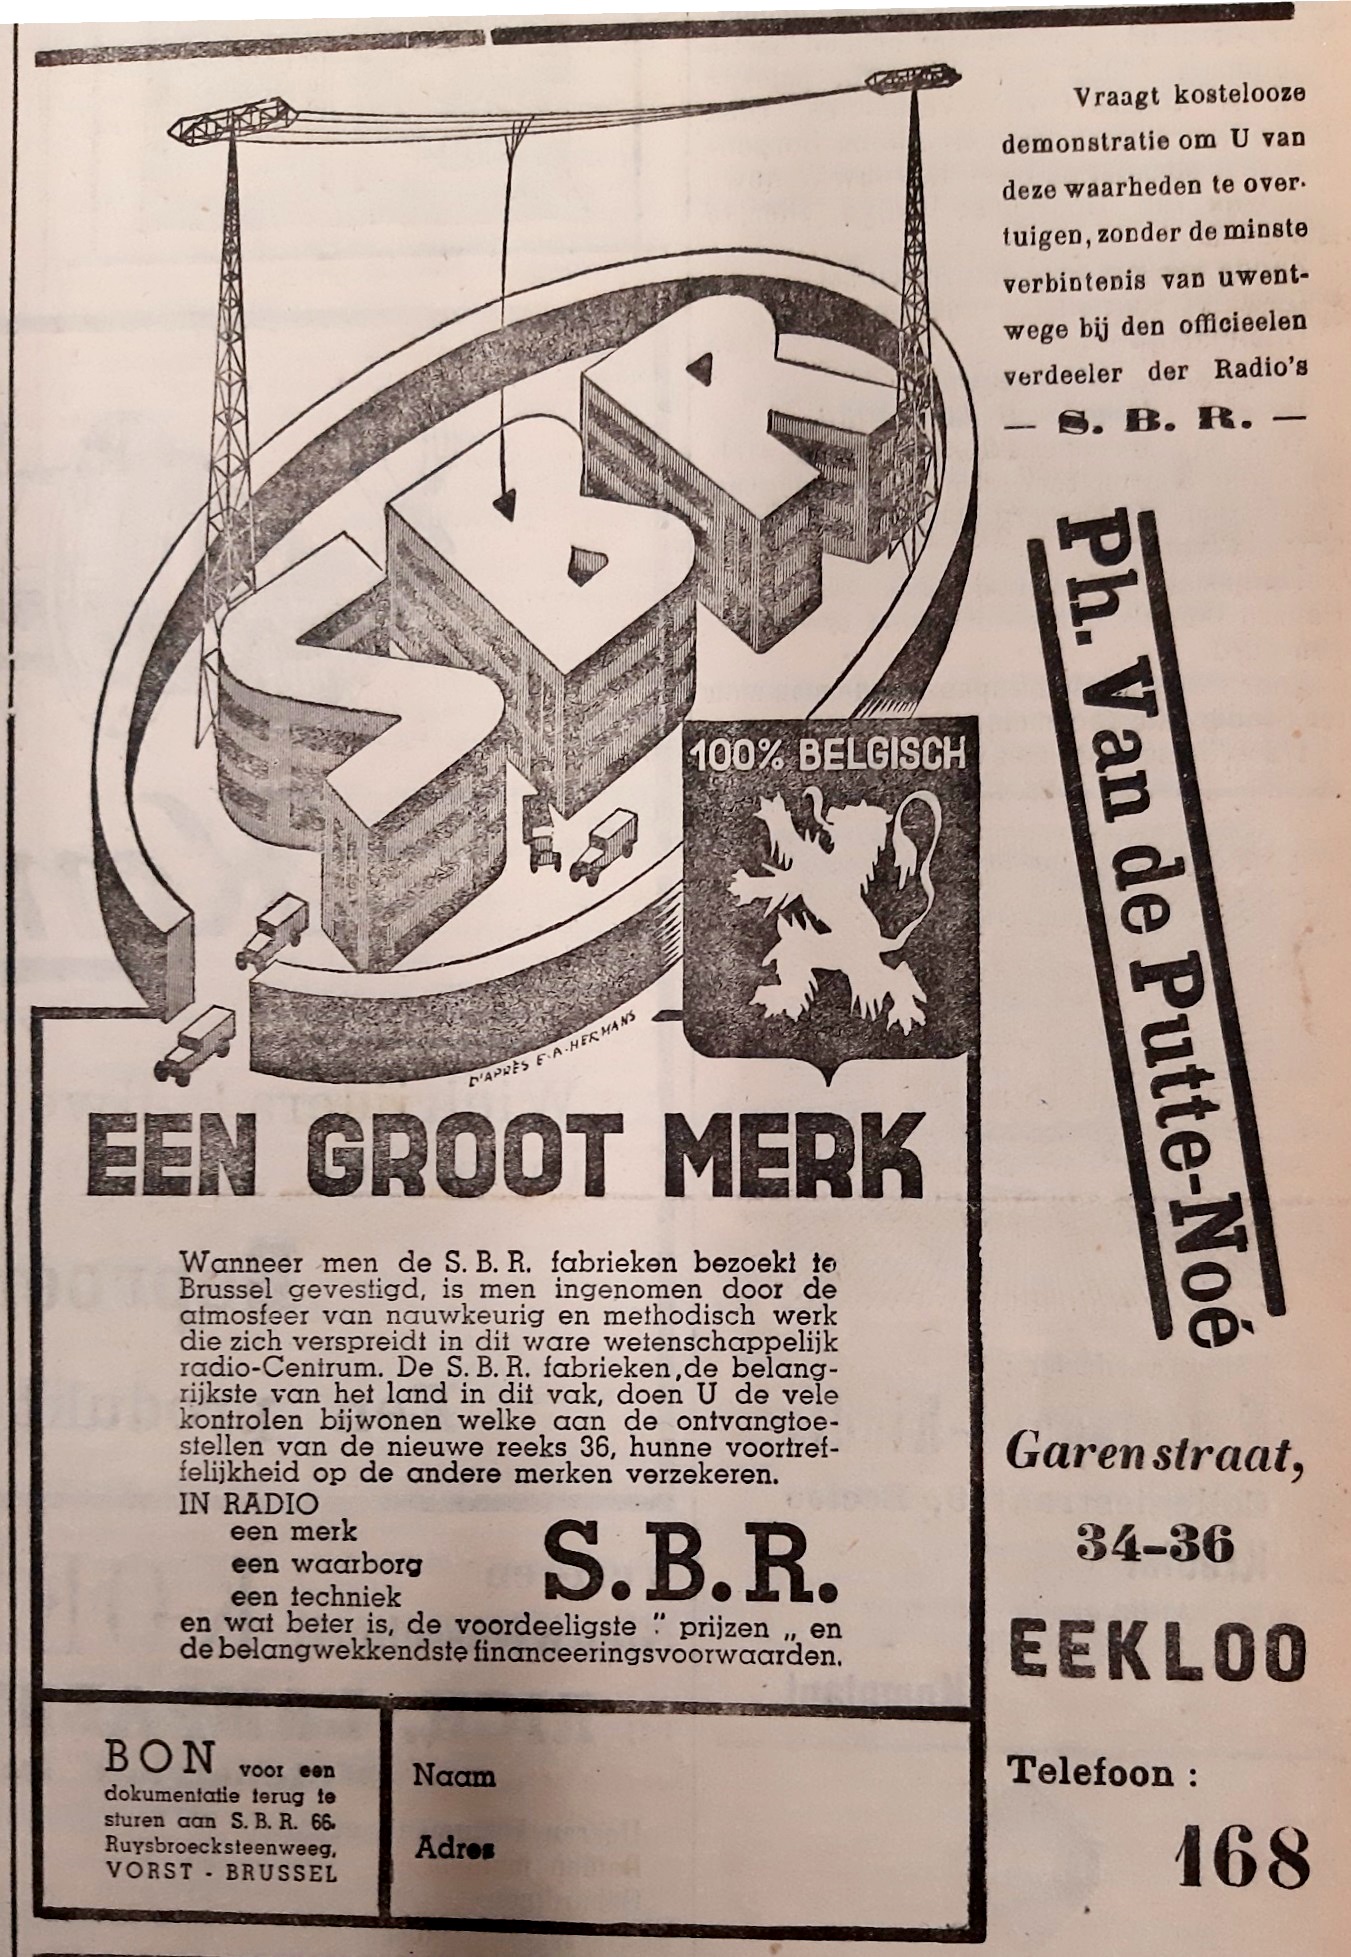 SBR
100% BELGISCH
D'APRÈS E.A. HERMANS
EEN GROOT MERK
Wanneer men de S. B. R. fabrieken bezoekt te
Brussel gevestigd, is men ingenomen door de
atmosfeer van nauwkeurig en methodisch werk
die zich verspreidt in dit ware wetenschappelijk
radio-Centrum. De S. B. R. fabrieken,de belang-
rijkste van het land in dit vak, doen U de vele
kontrolen bijwonen welke aan de ontvangtoe-
stellen van de nieuwe reeks 36, hunne voortref-
felijkheid op de andere merken verzekeren.
IN RADIO
een merk
een waarborg
een techniek
S.B.R.
en wat beter is, de voordeeligste " prijzen „ en
de belangwekkendste financeeringsvoorwaarden.
BON voor een
dokumentatie terug te
sturen aan S. B. R. 66.
Ruysbroecksteenweeg,
VORST - BRUSSEL
Naam
Adres
Vraagt kostelooze
demonstratie om U van
deze waarheden te over-
tuigen, zonder de minste
verbintenis van uwent-
wege bij den officieelen
verdeeler der Radio's
— S. B. R. —
Ph. Van de Putte-Noé
Garenstraat,
34-36
EEKLOO
Telefoon :
168